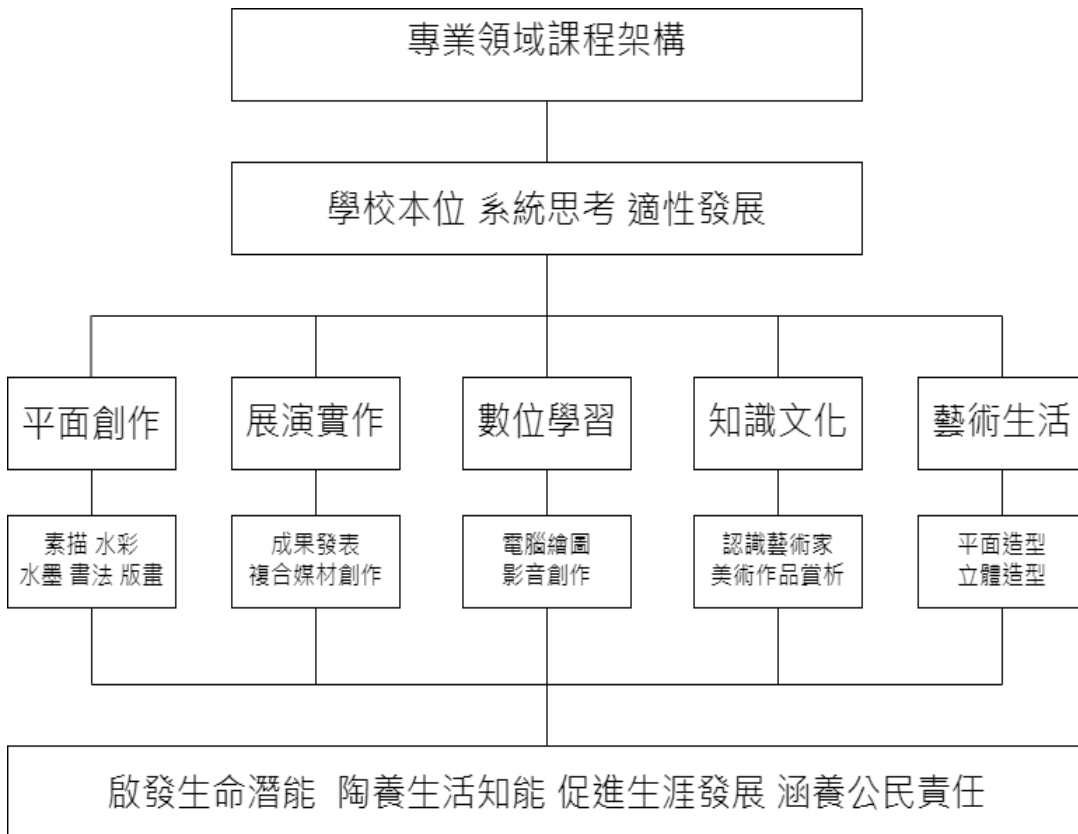 專業領域課程架構
學校本位 系統思考 適性發展
平面創作
展演實作
數位學習
知識文化
藝術生活
素描 水彩
水墨 書法 版畫
成果發表
複合媒材創作
電腦繪圖
影音創作
認識藝術家
美術作品賞析
平面造型
立體造型
啟發生命潛能 陶養生活知能 促進生涯發展 涵養公民責任